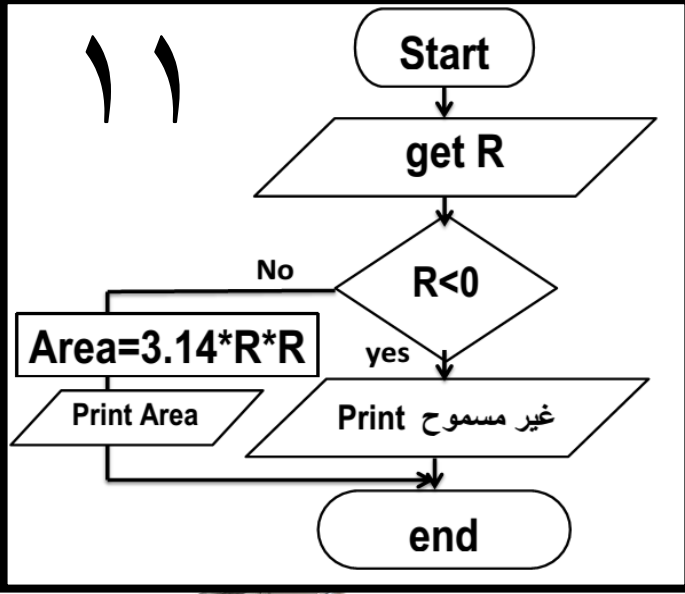 ١١
Start
get R
R<0
No
yes
Area=3.14*R*R
Print Area
Print غير مسموح
end